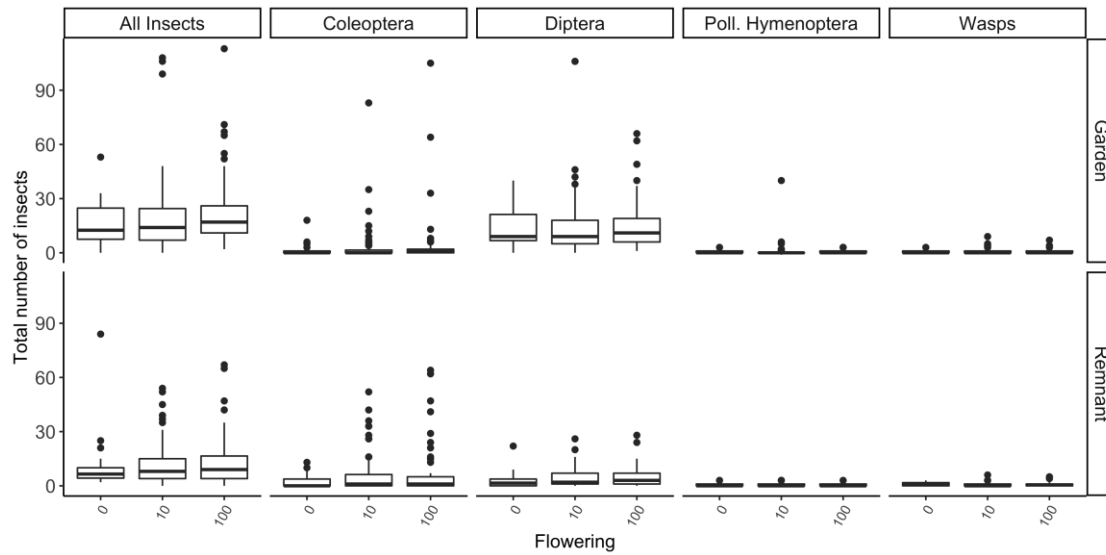 All Insects Coleoptera Diptera Poll. Hymenoptera Wasps
Total number of insects
90
60
30
0
Garden
90
60
30
0
Remnant
0 10 100 0 10 100 0 10 100 0 10 100 0 10 100
Flowering